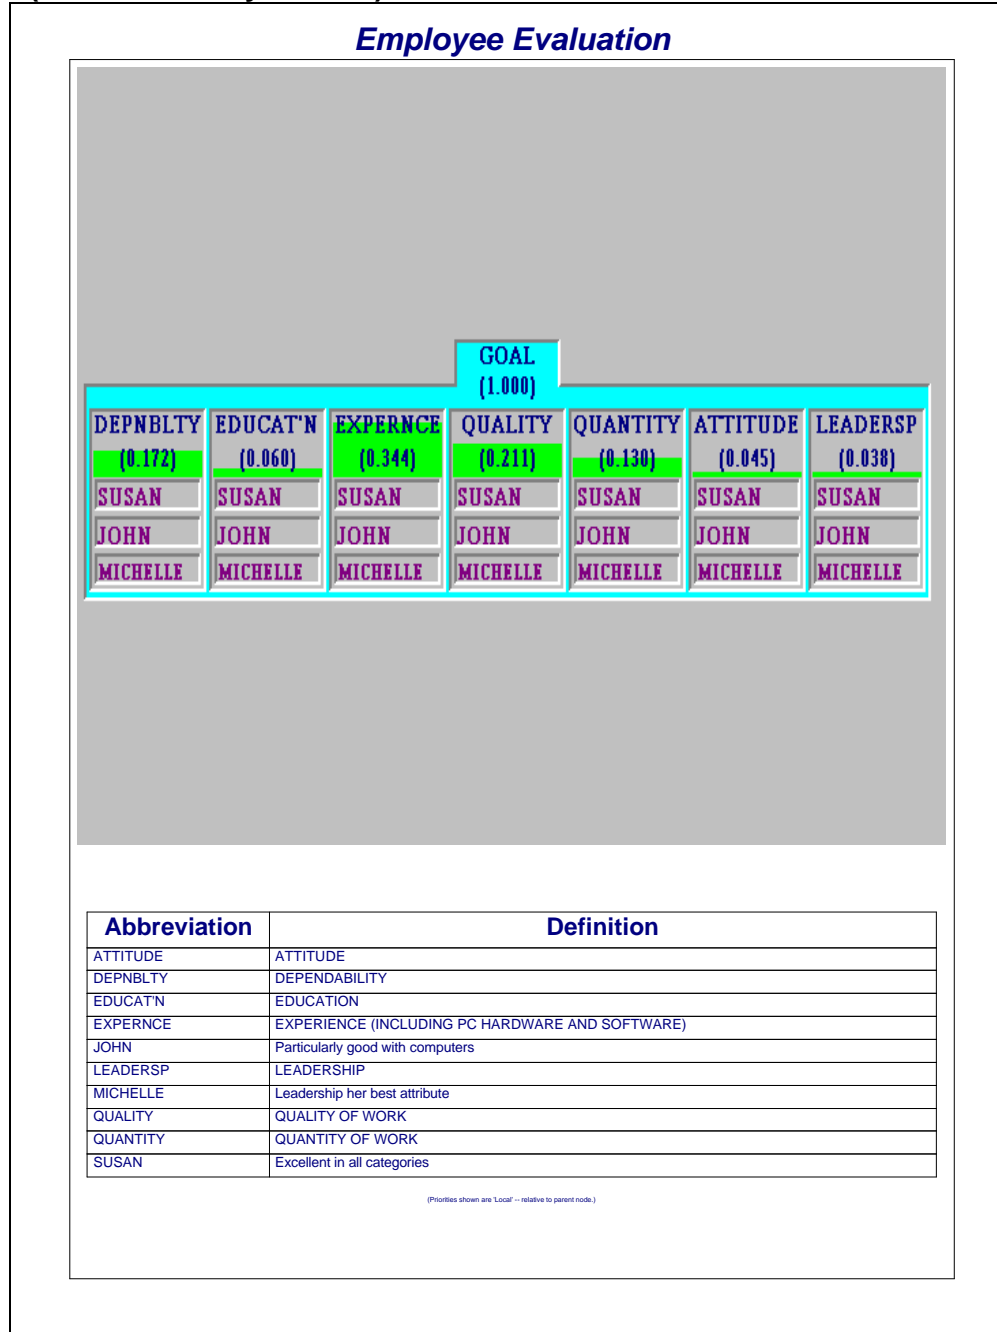 Employee Evaluation
GOAL
(1.000)
DEPNBLTY EDUCAT'N EXPERNCE QUALITY QUANTITY ATTITUDE LEADERSP
(0.172) (0.060) (0.344) (0.211) (0.130) (0.045) (0.038)
SUSAN SUSAN SUSAN SUSAN SUSAN SUSAN SUSAN
JOHN JOHN JOHN JOHN JOHN JOHN JOHN
MICHELLE MICHELLE MICHELLE MICHELLE MICHELLE MICHELLE MICHELLE
Abbreviation Definition
ATTITUDE ATTITUDE
DEPNBLTY DEPENDABILITY
EDUCAT'N EDUCATION
EXPERNCE EXPERIENCE (INCLUDING PC HARDWARE AND SOFTWARE)
JOHN Particularly good with computers
LEADERSP LEADERSHIP
MICHELLE Leadership her best attribute
QUALITY QUALITY OF WORK
QUANTITY QUANTITY OF WORK
SUSAN Excellent in all categories
(Priorities shown are 'Local' -- relative to parent node.)